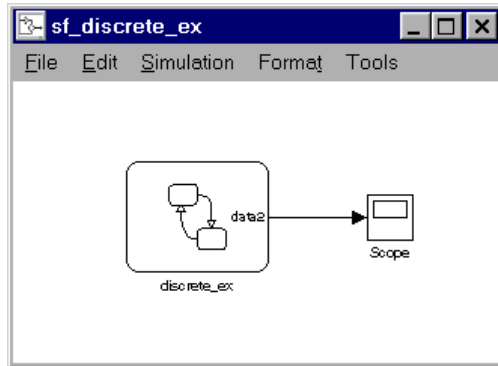 sf_discrete_ex
File Edit Simulation Format Tools
data2
discrete_ex
Scope